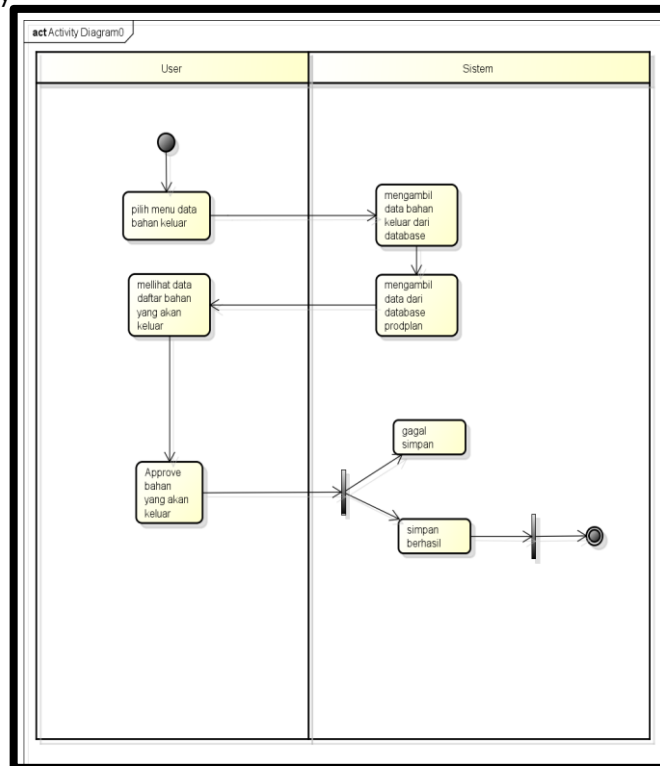 act Activity Diagram0
User
Sistem
pilih menu data
bahan keluar
mengambil
data bahan
keluar dari
database
mengambil
data dari
database
prodplan
mellihat data
daftar bahan
yang akan
keluar
Approve
bahan
yang akan
keluar
gagal
simpan
simpan
berhasil